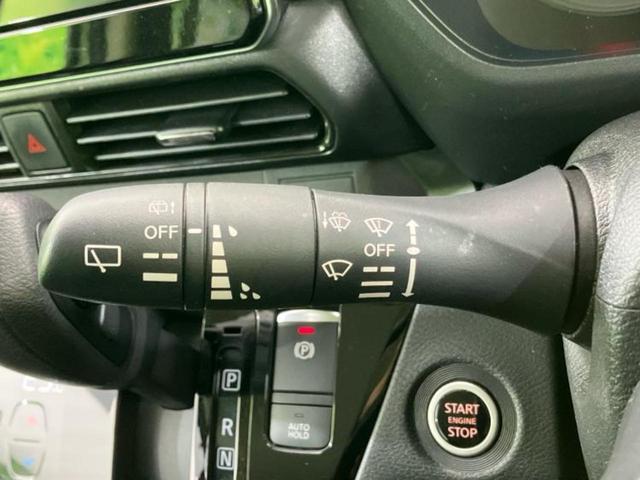 OFF
OFF
P
AUTO
HOLD
P
R
N
START
ENGINE
STOP